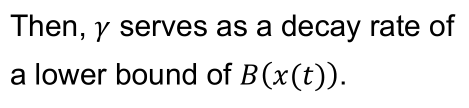 Then, γ serves as a decay rate of
a lower bound of B(x(t)).